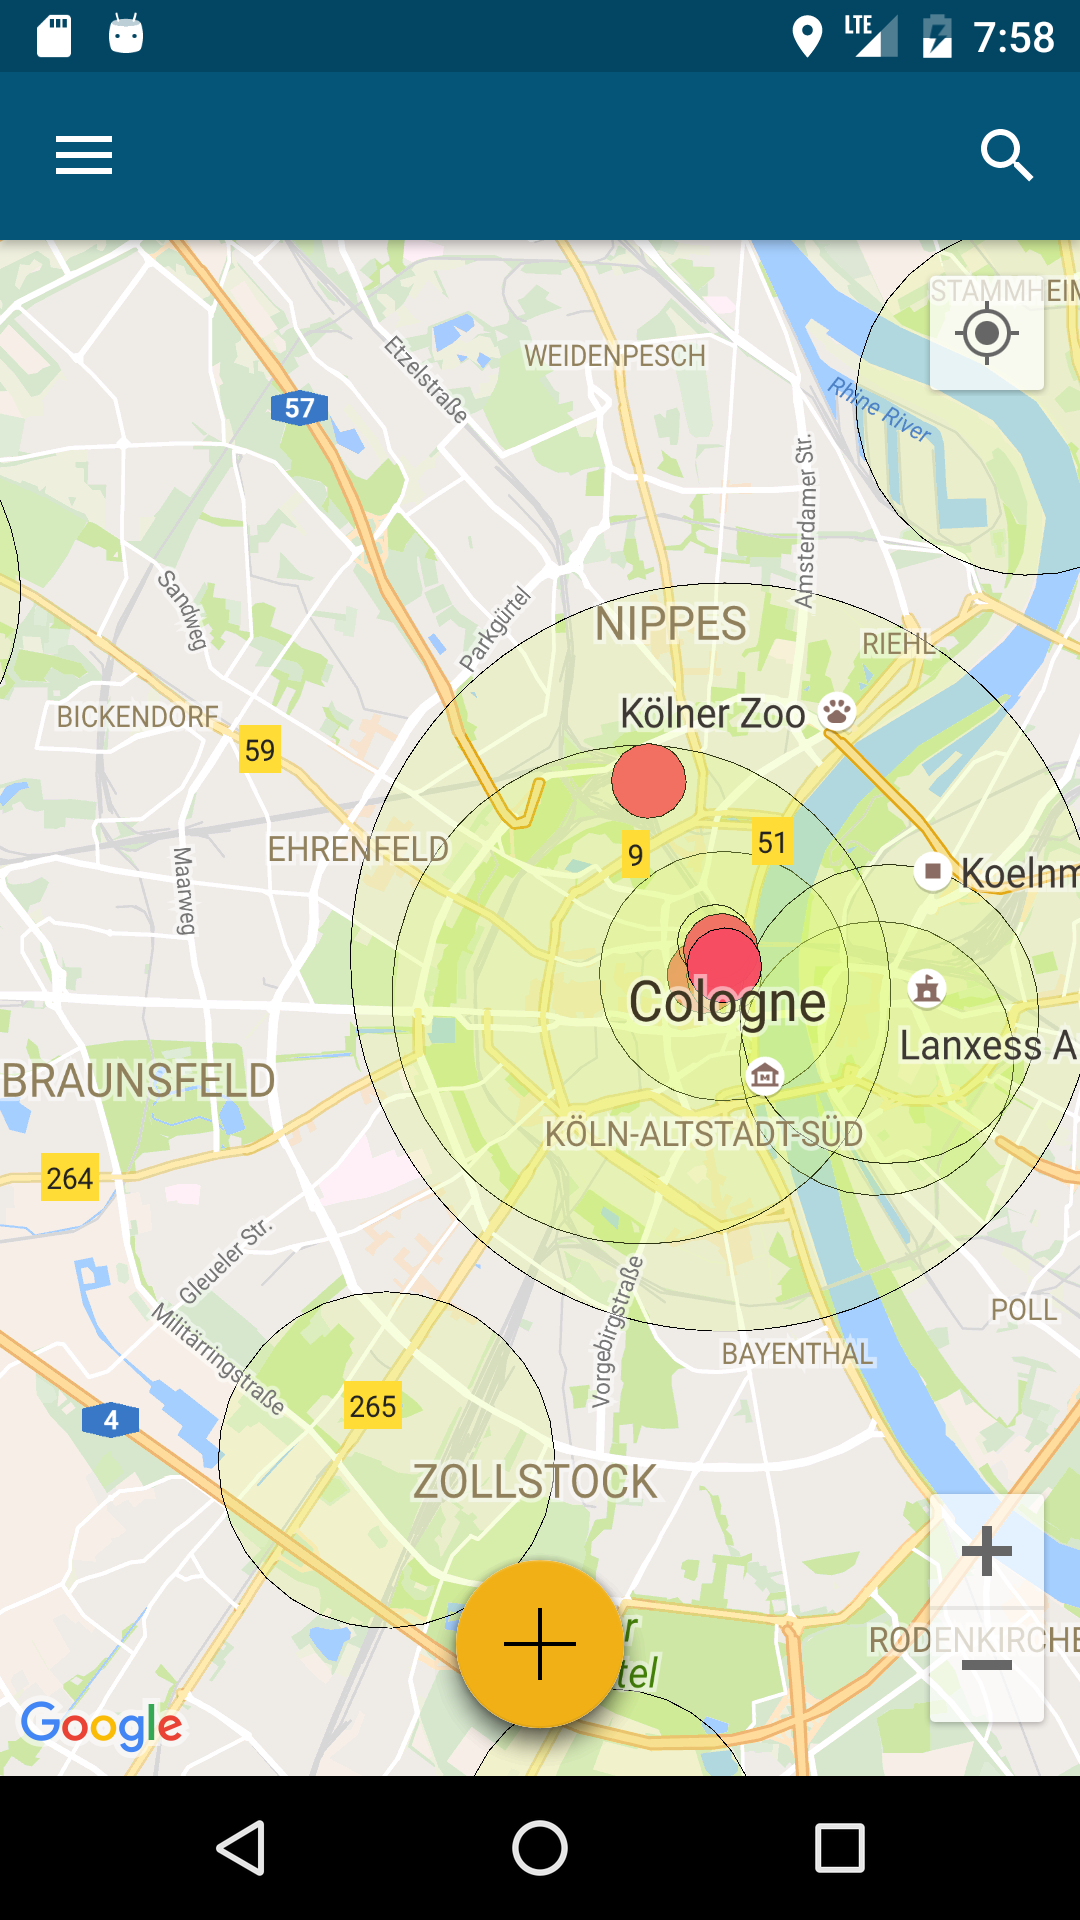 LTE 7:58
STAMMHEIM
WEIDENPESCH
Etzelstraße
57
Rhine River
Amsterdamer Str.
Sandweg
Parkgürtel
NIPPES
RIEHL
BICKENDORF
Kölner Zoo
59
EHRENFELD
9
51
Maarweg
Koelnm
Cologne
Lanxess A
BRAUNSFELD
KÖLN-ALTSTADT-SÜD
264
Gleueler Str.
Militärringstraße
Vorgebirgstraße
POLL
BAYENTHAL
265
4
ZOLLSTOCK
r
tel
RODENKIRCHE
Google